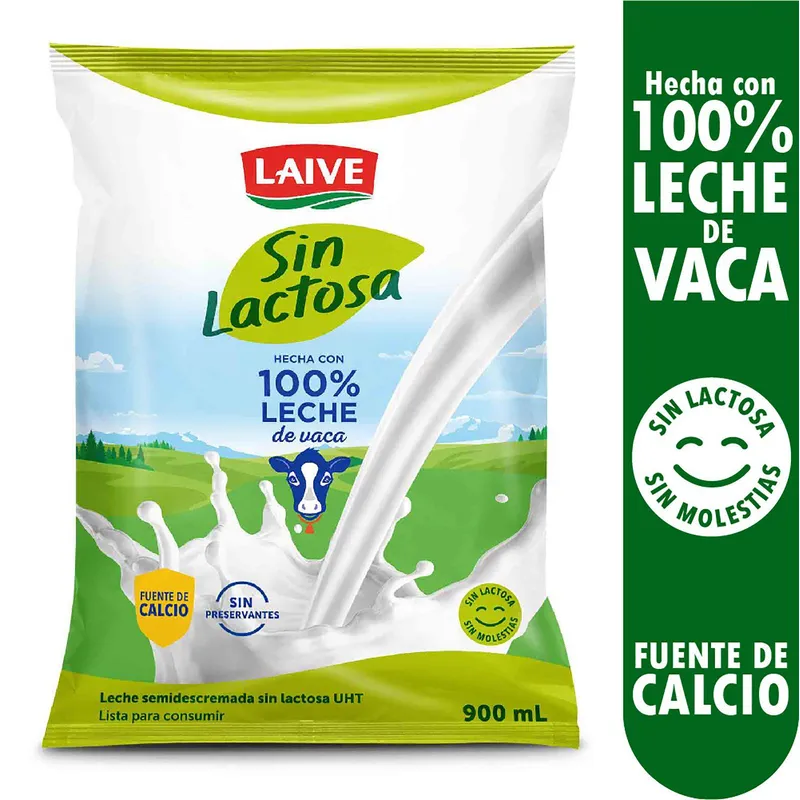 LAIVE
Sin
Lactosa
HECHA CON
100%
LECHE
de vaca
FUENTE DE
CALCIO
SIN
PRESERVANTES
SIN LACTOSA
SIN MOLESTIAS
Leche semidescremada sin lactosa UHT
Lista para consumir
900 mL
Hecha con
100%
LECHE
DE
VACA
SIN LACTOSA
SIN MOLESTIAS
FUENTE DE
CALCIO